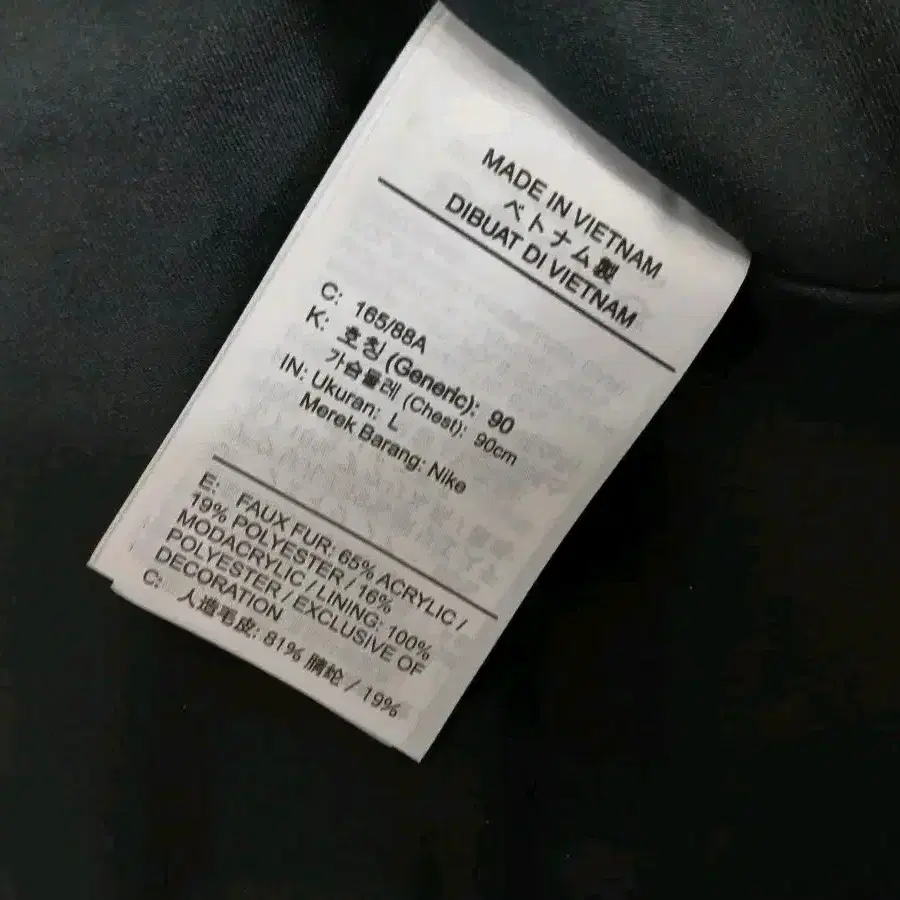 MADE IN VIETNAM
ベトナム製
DIBUAT DI VIETNAM
C: 165/88A
K: 호칭 (Generic): 90
가슴둘레 (Chest): 90cm
IN: Ukuran: L
Merek Barang: Nike
E: FAUX FUR: 65% ACRYLIC /
19% POLYESTER / 16%
MODACRYLIC / LINING: 100%
POLYESTER / EXCLUSIVE OF
DECORATION
C: 人造毛皮: 81% 腈纶 / 19%